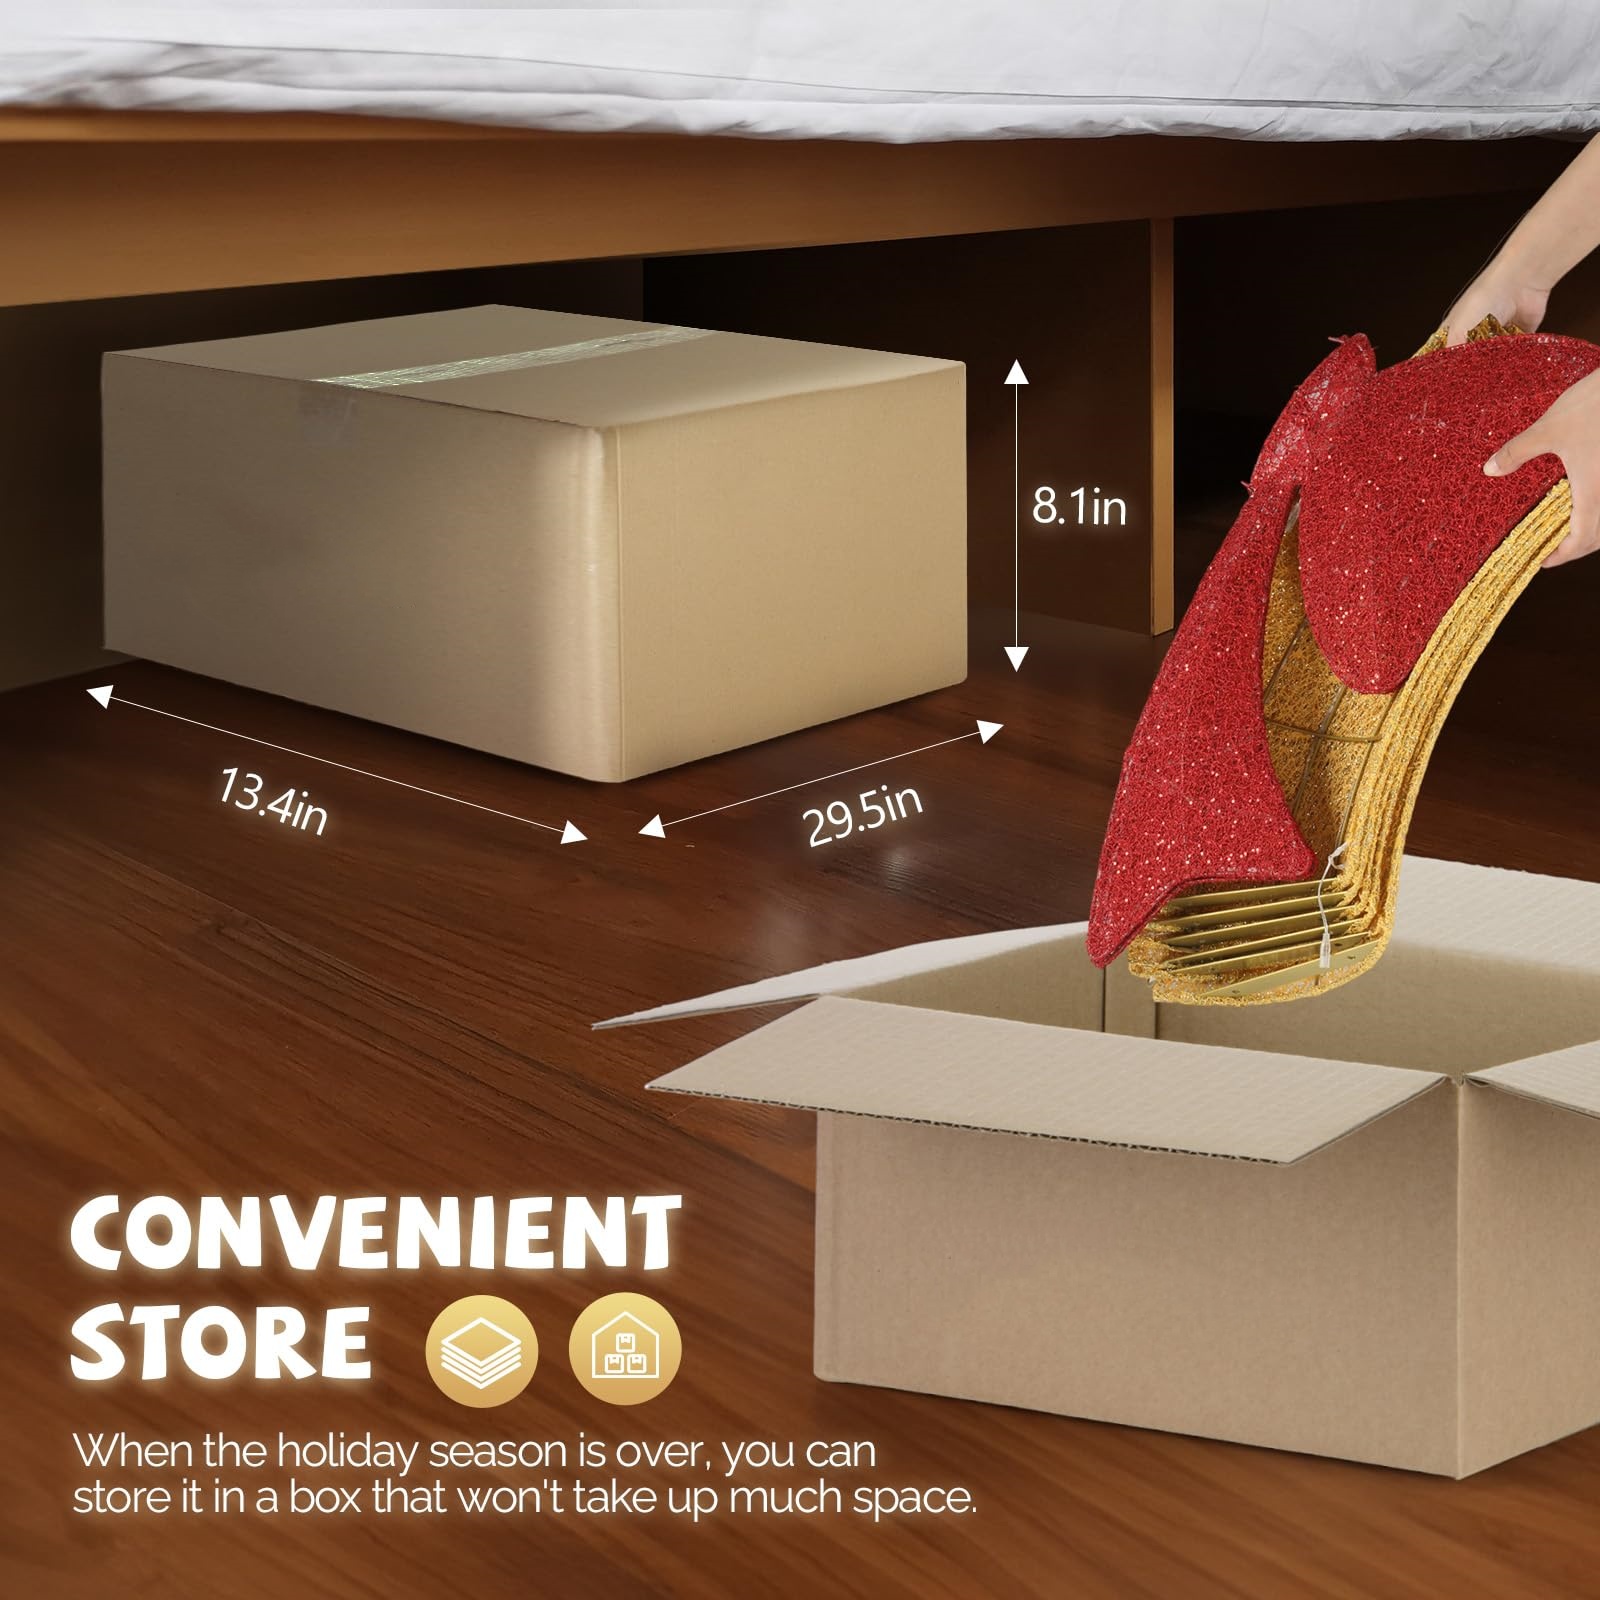 8.1in
13.4in
29.5in
CONVENIENT
STORE
When the holiday season is over, you can
store it in a box that won't take up much space.